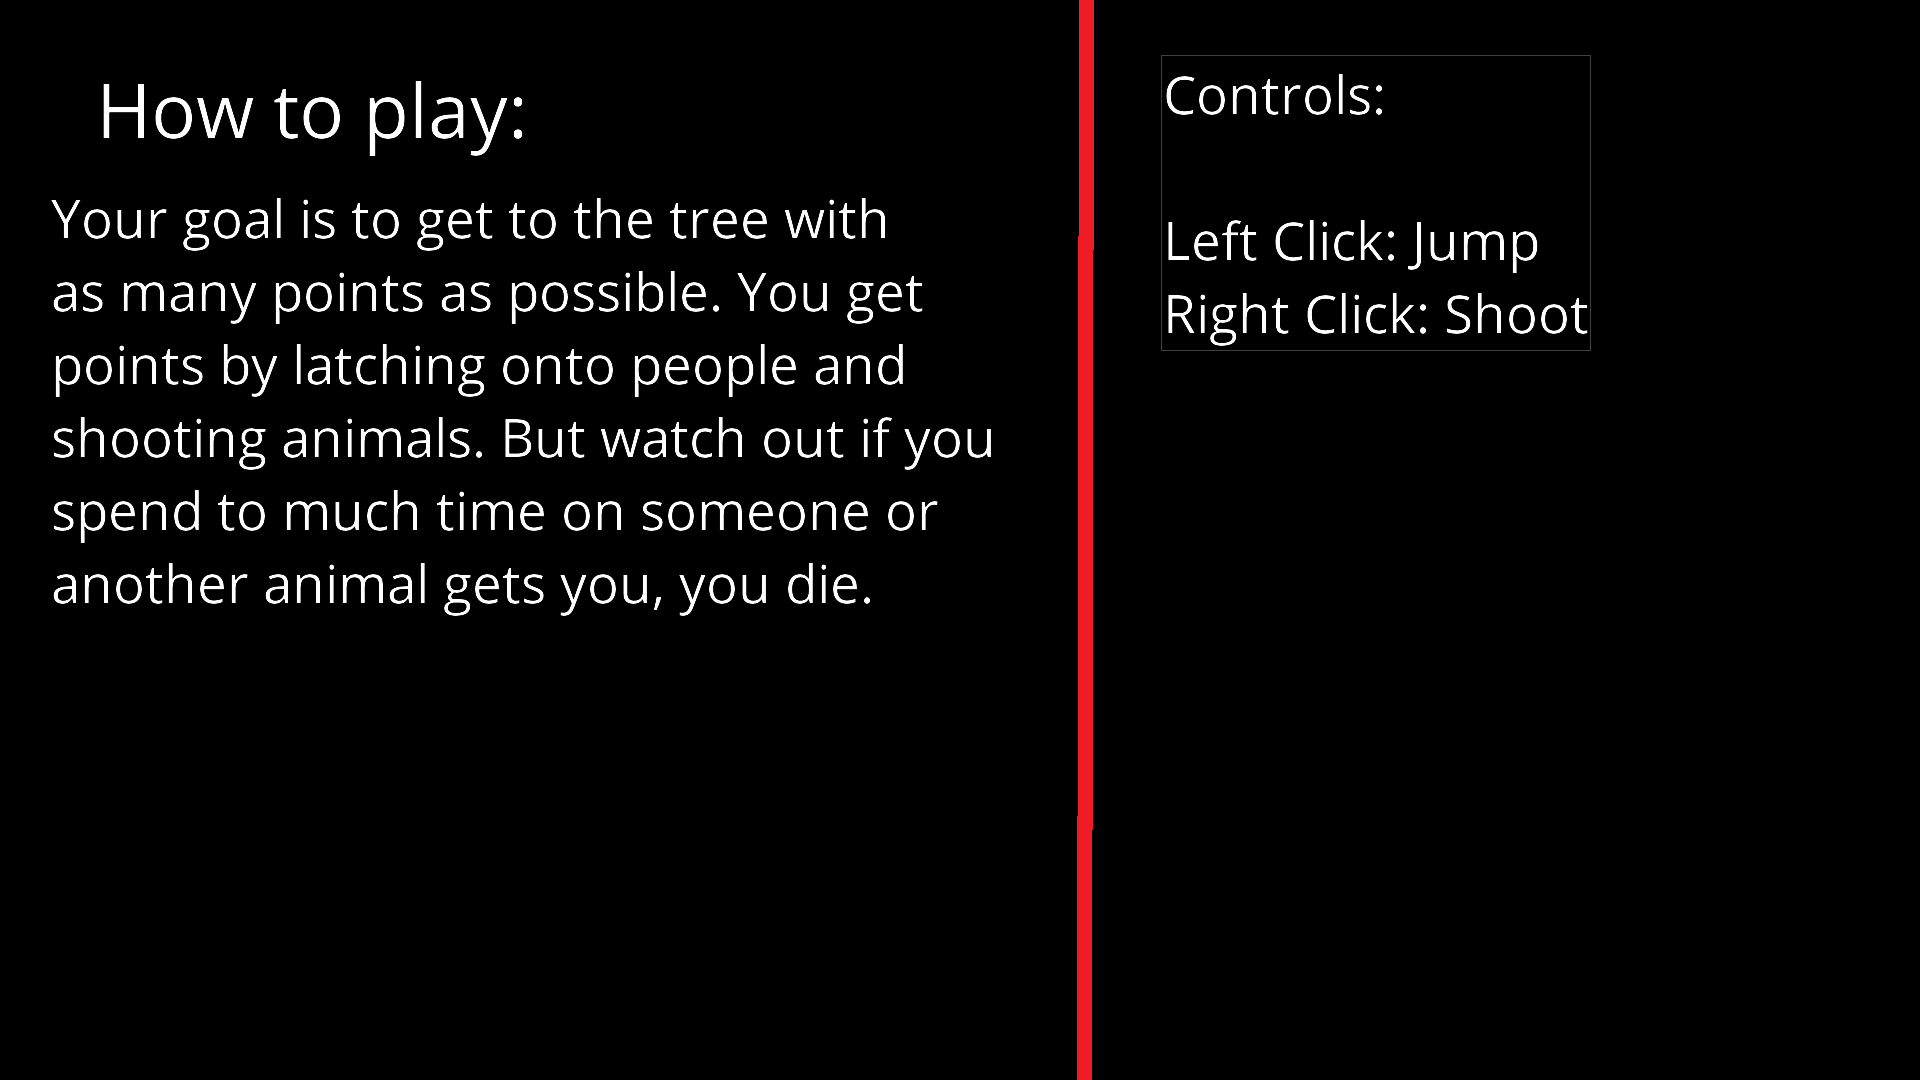 How to play:
Your goal is to get to the tree with
as many points as possible. You get
points by latching onto people and
shooting animals. But watch out if you
spend to much time on someone or
another animal gets you, you die.
Controls:
Left Click: Jump
Right Click: Shoot